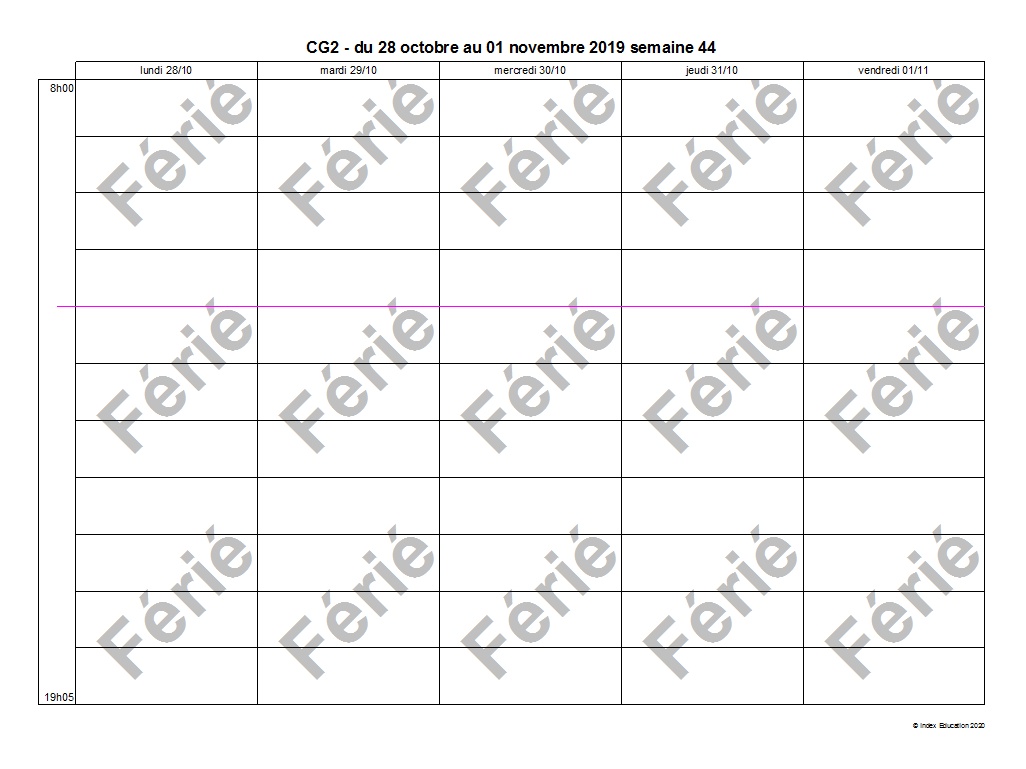 CG2 - du 28 octobre au 01 novembre 2019 semaine 44
lundi 28/10 mardi 29/10 mercredi 30/10 jeudi 31/10 vendredi 01/11
8h00
Férié Férié Férié Férié Férié
Férié Férié Férié Férié Férié
Férié Férié Férié Férié Férié
19h05
© Index Education 2020